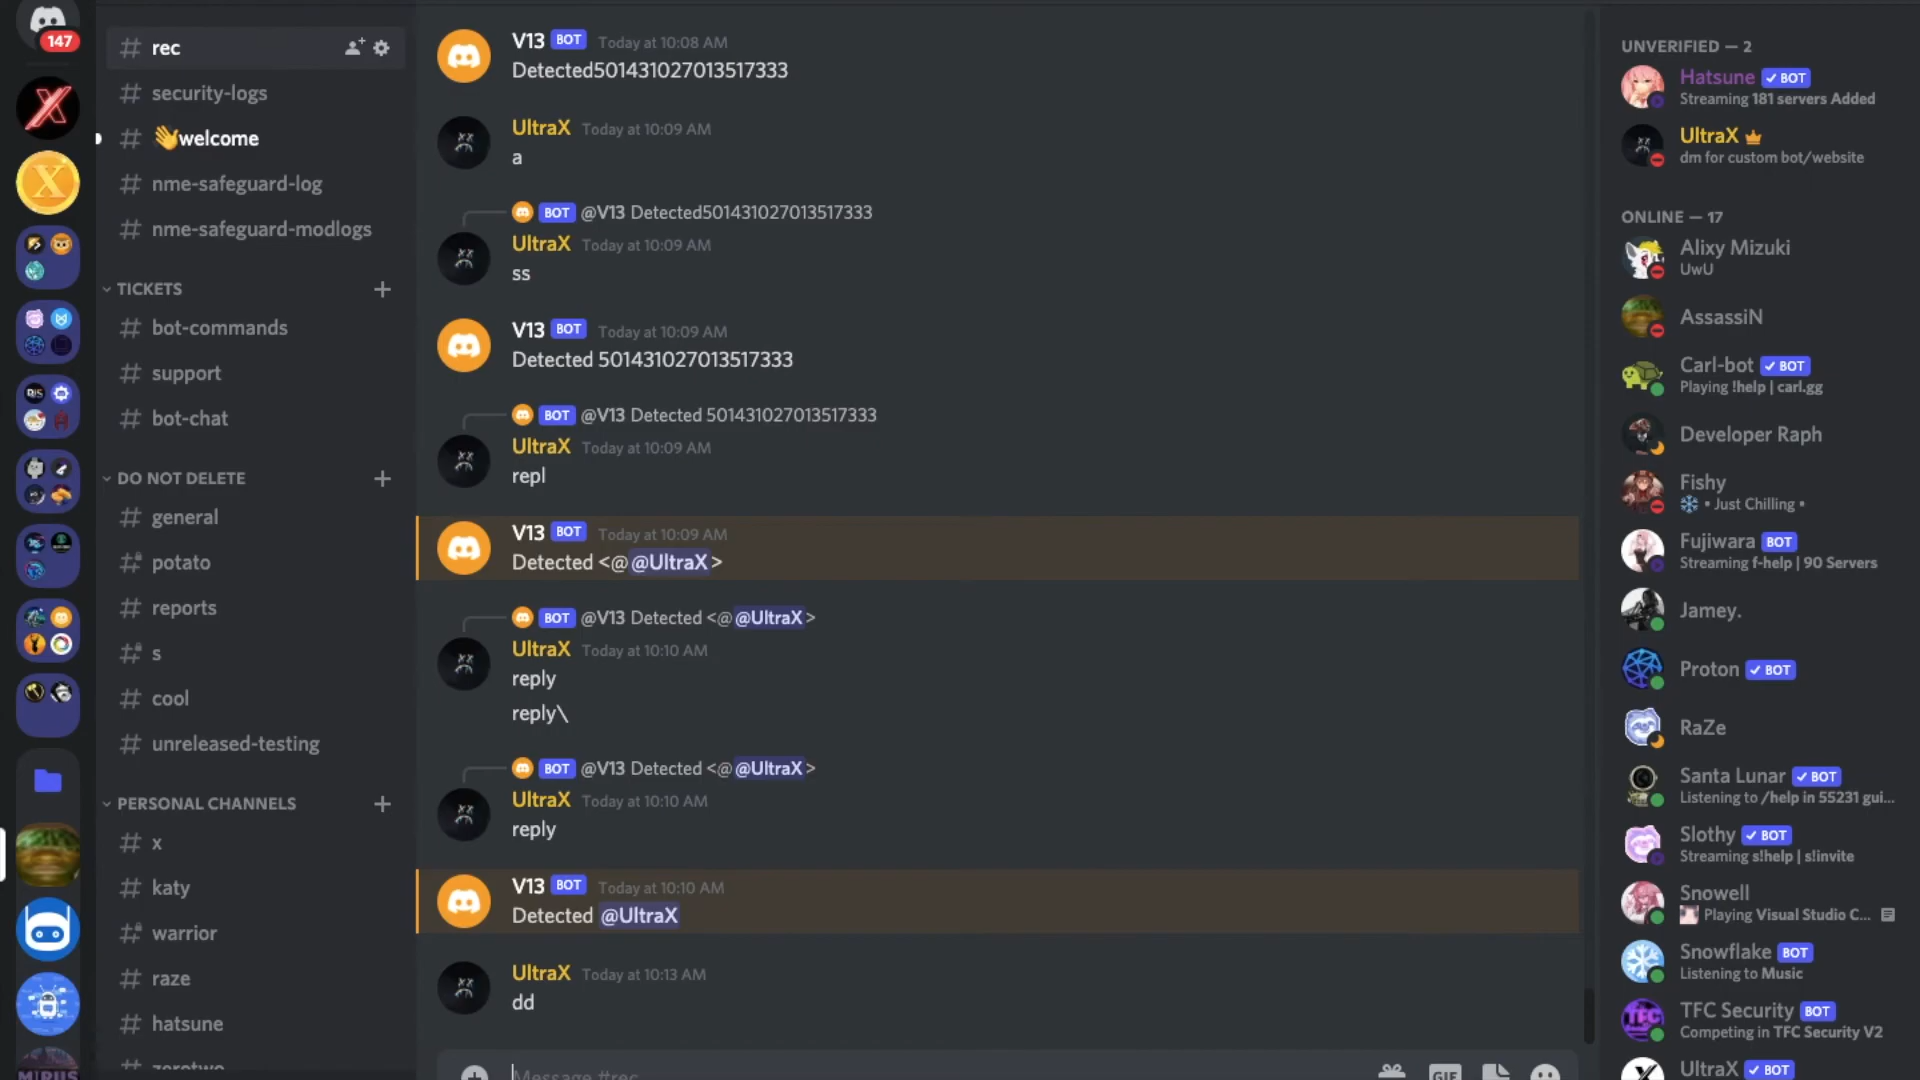 147
rec
security-logs
👋welcome
nme-safeguard-log
nme-safeguard-modlogs
TICKETS
bot-commands
support
bot-chat
DO NOT DELETE
general
potato
reports
s
cool
unreleased-testing
PERSONAL CHANNELS
x
katy
warrior
raze
hatsune
zerotwo
V13 BOT Today at 10:08 AM
Detected501431027013517333
UltraX Today at 10:09 AM
a
BOT @V13 Detected501431027013517333
UltraX Today at 10:09 AM
ss
V13 BOT Today at 10:09 AM
Detected 501431027013517333
BOT @V13 Detected 501431027013517333
UltraX Today at 10:09 AM
repl
V13 BOT Today at 10:09 AM
Detected <@@UltraX>
BOT @V13 Detected <@@UltraX>
UltraX Today at 10:10 AM
reply
reply\
BOT @V13 Detected <@@UltraX>
UltraX Today at 10:10 AM
reply
V13 BOT Today at 10:10 AM
Detected @UltraX
UltraX Today at 10:13 AM
dd
Message #rec
GIF
UNVERIFIED — 2
Hatsune ✓ BOT
Streaming 181 servers Added
UltraX
dm for custom bot/website
ONLINE — 17
Alixy Mizuki
UwU
AssassiN
Carl-bot ✓ BOT
Playing !help | carl.gg
Developer Raph
Fishy
❄️ • Just Chilling •
Fujiwara BOT
Streaming f-help | 90 Servers
Jamey.
Proton ✓ BOT
RaZe
Santa Lunar ✓ BOT
Listening to /help in 55231 gui...
Slothy ✓ BOT
Streaming s!help | s!invite
Snowell
Playing Visual Studio C...
Snowflake BOT
Listening to Music
TFC Security BOT
Competing in TFC Security V2
UltraX ✓ BOT